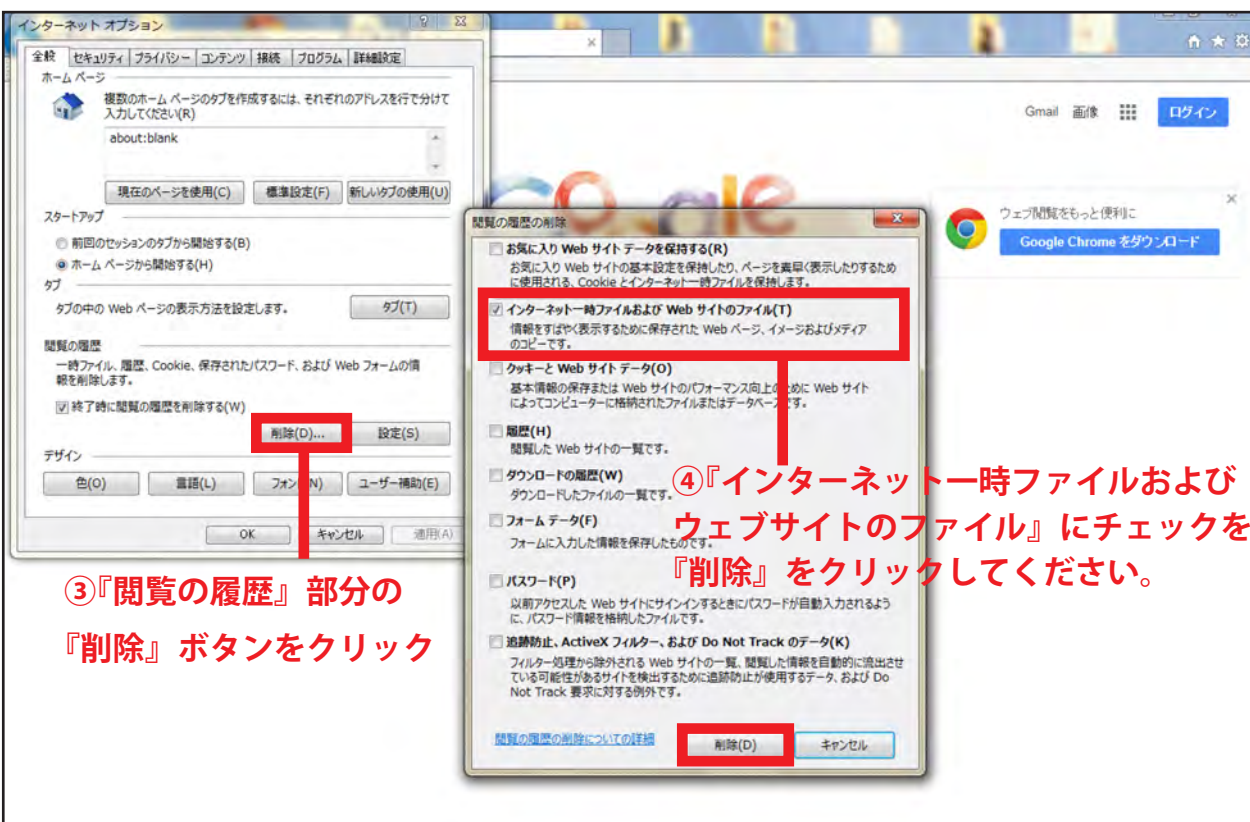 インターネット オプション
全般 セキュリティ プライバシー コンテンツ 接続 プログラム 詳細設定
ホーム ページ
複数のホーム ページのタブを作成するには、それぞれのアドレスを行で分けて
入力してください(R)
about:blank
現在のページを使用(C) 標準設定(F) 新しいタブの使用(U)
スタートアップ
前回のセッションのタブから開始する(B)
ホーム ページから開始する(H)
タブ
タブの中の Web ページの表示方法を設定します。 タブ(T)
閲覧の履歴
一時ファイル、履歴、Cookie、保存されたパスワード、および Web フォームの情
報を削除します。
終了時に閲覧の履歴を削除する(W)
削除(D)... 設定(S)
デザイン
色(O) 言語(L) ユーザー補助(E)
OK キャンセル 適用(A)
③『閲覧の履歴』部分の
『削除』ボタンをクリック
Gmail 画像 ログイン
ウェブ閲覧をもっと便利に
Google Chrome をダウンロード
閲覧の履歴の削除
お気に入り Web サイト データを保持する(R)
お気に入り Web サイトの基本設定を保持したり、ページを素早く表示したりするため
に使用される、Cookie とインターネット一時ファイルを保持します。
インターネット一時ファイルおよび Web サイトのファイル(T)
情報をすばやく表示するために保存された Web ページ、イメージおよびメディア
のコピーです。
クッキーと Web サイト データ(O)
基本情報の保存または Web サイトのパフォーマンス向上のために Web サイト
によってコンピューターに格納されたファイルまたはデータベースです。
履歴(H)
閲覧した Web サイトの一覧です。
ダウンロードの履歴(W)
ダウンロードしたファイルの一覧です。
フォーム データ(F)
フォームに入力した情報を保存したものです。
パスワード(P)
以前アクセスした Web サイトにサインインするときにパスワードが自動入力されるよう
に、パスワード情報を格納したファイルです。
追跡防止、ActiveX フィルター、および Do Not Track のデータ(K)
フィルター処理から除外される Web サイトの一覧、閲覧した情報を自動的に流出させ
ている可能性があるサイトを検出するために追跡防止が使用するデータ、および Do
Not Track 要求に対する例外です。
閲覧の履歴の削除についての詳細 削除(D) キャンセル
④『インターネット一時ファイルおよび
ウェブサイトのファイル』にチェックを
『削除』をクリックしてください。